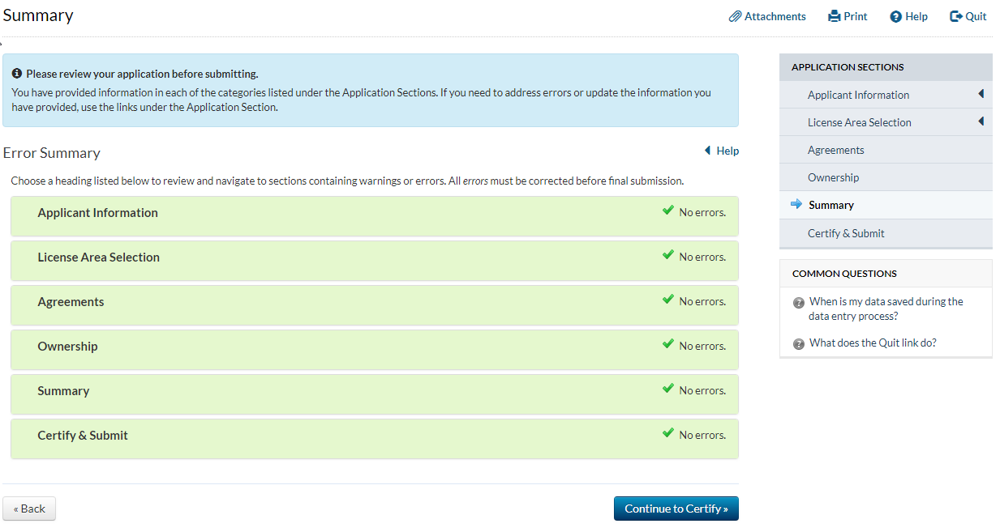 Summary
Attachments Print Help Quit
Please review your application before submitting.
You have provided information in each of the categories listed under the Application Sections. If you need to address errors or update the information you
have provided, use the links under the Application Section.
Error Summary
Help
Choose a heading listed below to review and navigate to sections containing warnings or errors. All errors must be corrected before final submission.
Applicant Information No errors.
License Area Selection No errors.
Agreements No errors.
Ownership No errors.
Summary No errors.
Certify & Submit No errors.
« Back
Continue to Certify »
APPLICATION SECTIONS
Applicant Information
License Area Selection
Agreements
Ownership
Summary
Certify & Submit
COMMON QUESTIONS
When is my data saved during the
data entry process?
What does the Quit link do?